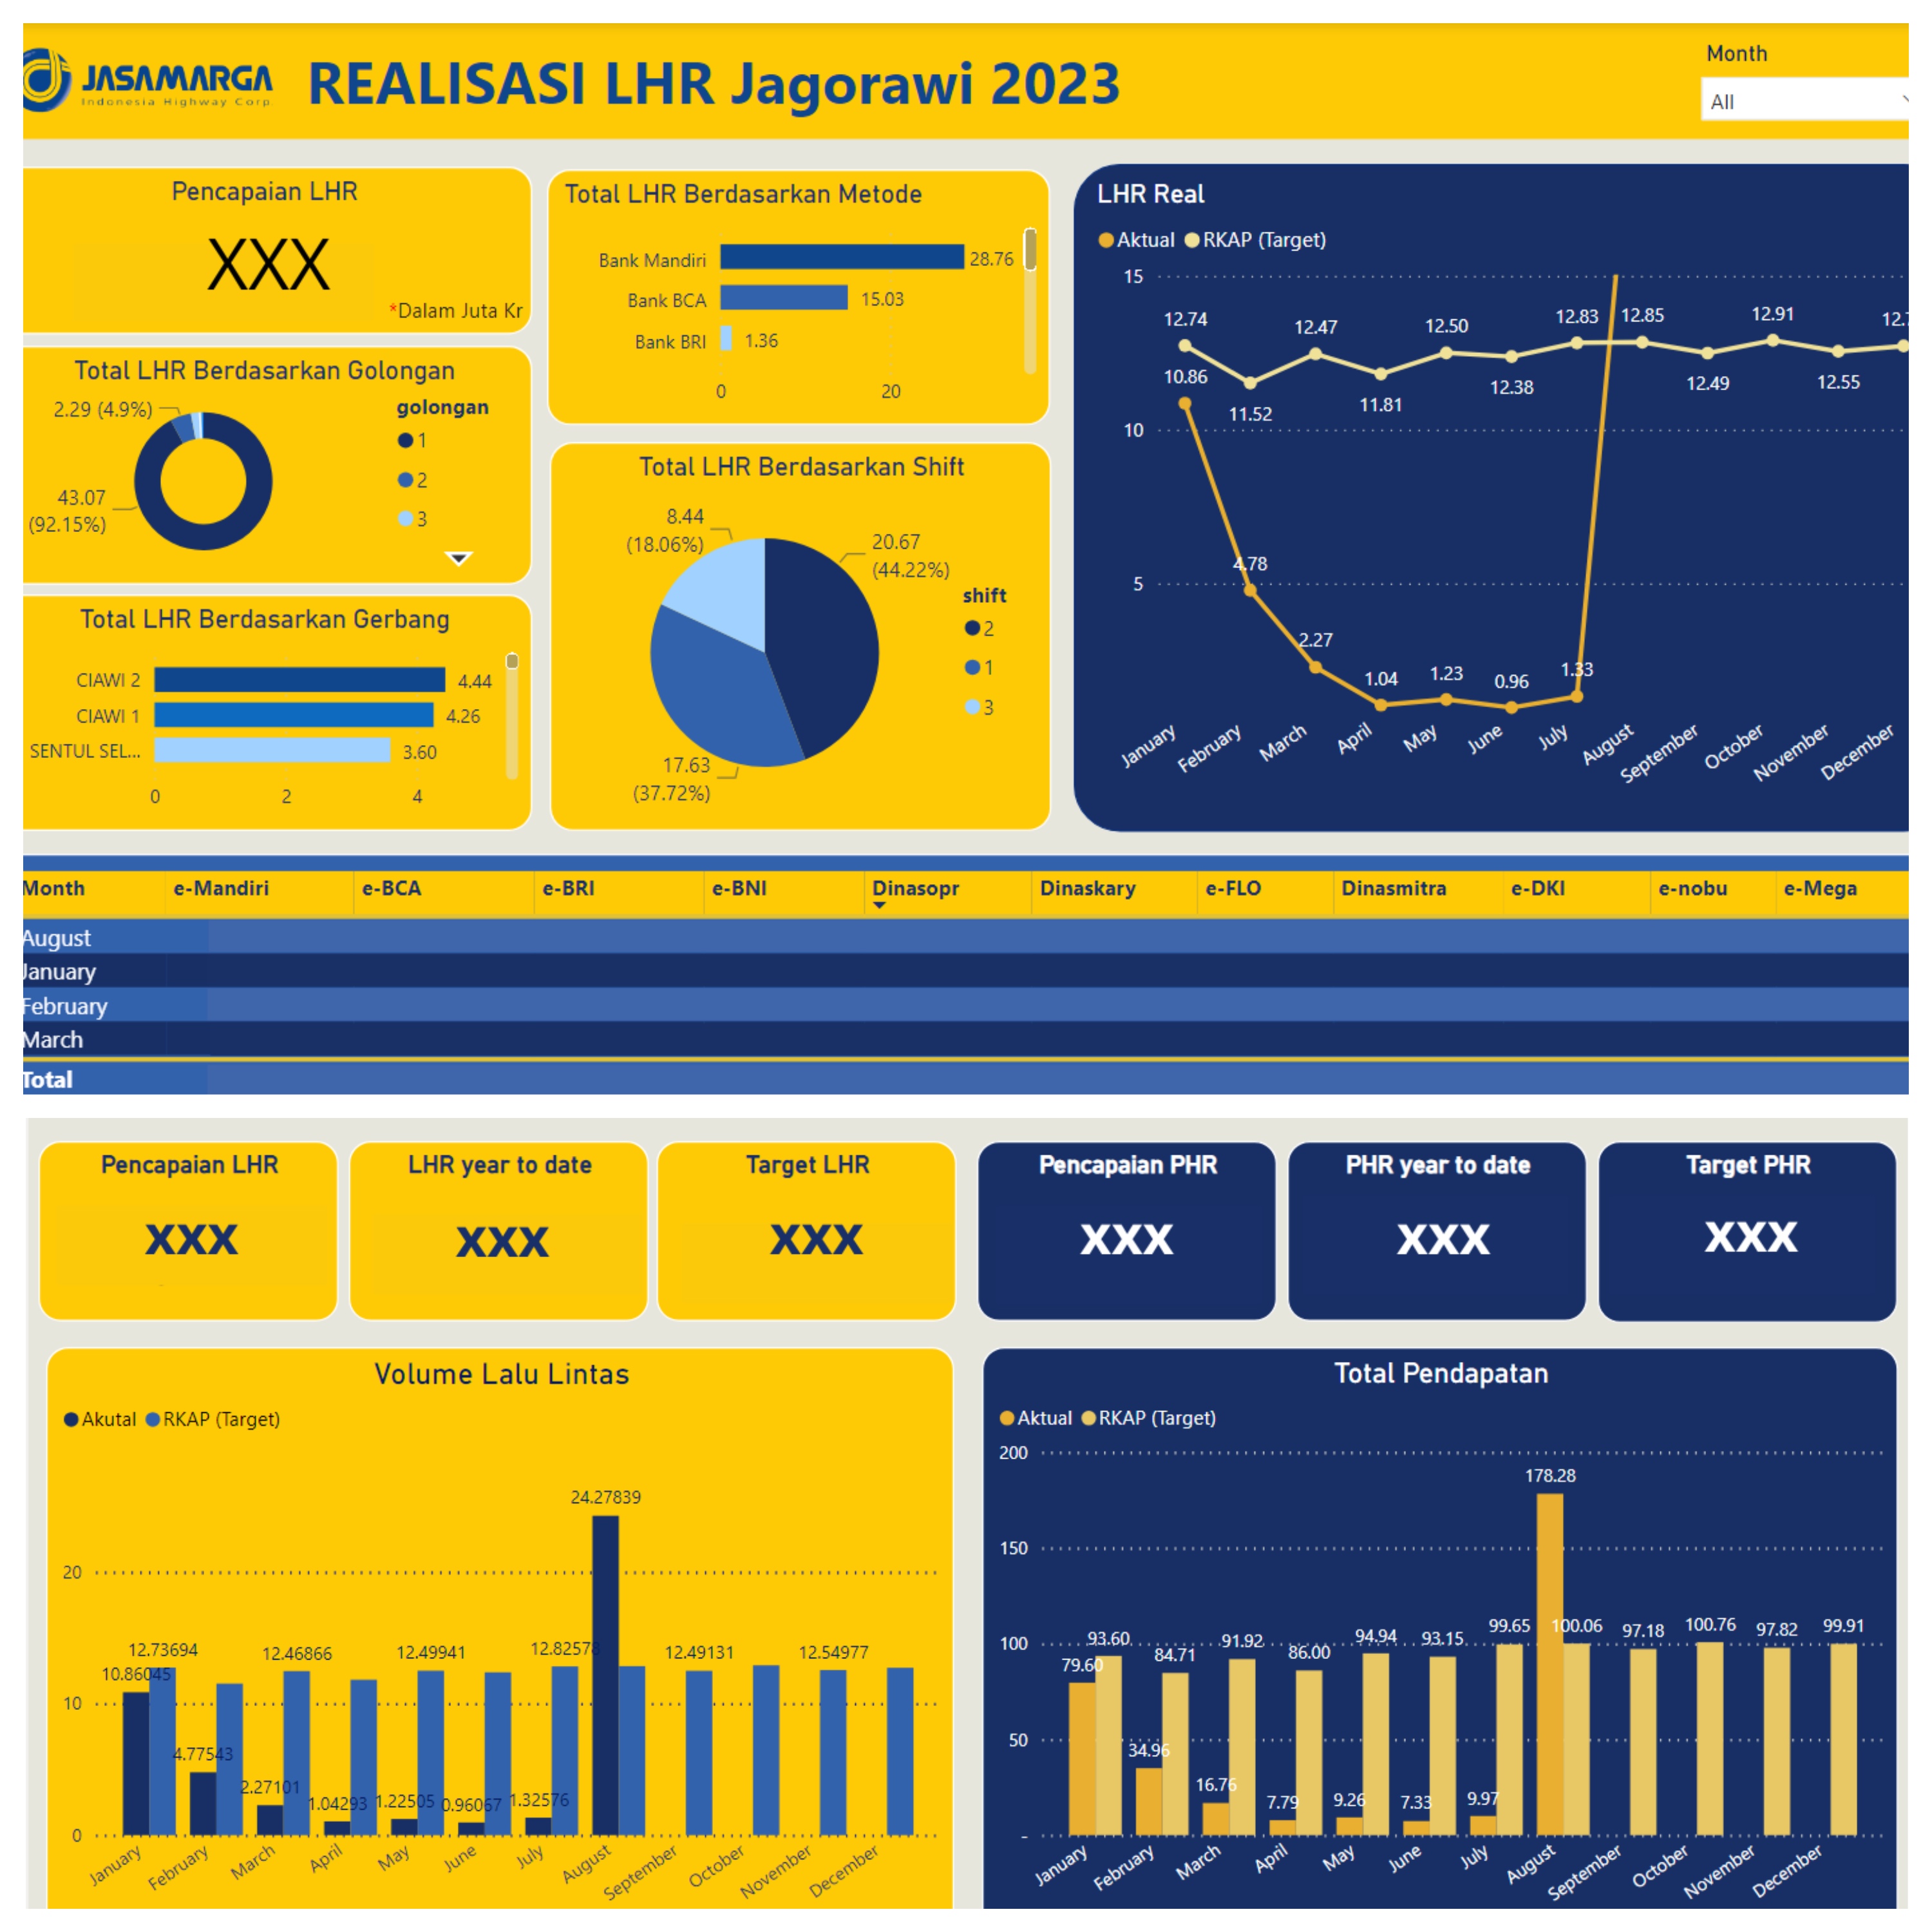 JASAMARGA
Indonesia Highway Corp
REALISASI LHR Jagorawi 2023
Month
All
Pencapaian LHR
XXX
*Dalam Juta Kr
Total LHR Berdasarkan Golongan
2.29 (4.9%)
43.07
(92.15%)
golongan
1
2
3
Total LHR Berdasarkan Gerbang
CIAWI 2
4.44
CIAWI 1
4.26
SENTUL SEL...
3.60
0 2 4
Total LHR Berdasarkan Metode
Bank Mandiri
28.76
Bank BCA
15.03
Bank BRI
1.36
0 20
Total LHR Berdasarkan Shift
8.44
(18.06%)
20.67
(44.22%)
17.63
(37.72%)
shift
2
1
3
LHR Real
Aktual RKAP (Target)
15
10
5
12.74 12.47 12.50 12.83 12.85 12.91
10.86 11.52 11.81 12.38 12.49 12.55
4.78
2.27
1.04 1.23 0.96 1.33
January February March April May June July August September October November December
Month e-Mandiri e-BCA e-BRI e-BNI Dinasopr Dinaskary e-FLO Dinasmitra e-DKI e-nobu e-Mega
August
January
February
March
Total
Pencapaian LHR
XXX
LHR year to date
XXX
Target LHR
XXX
Pencapaian PHR
XXX
PHR year to date
XXX
Target PHR
XXX
Volume Lalu Lintas
Akutal RKAP (Target)
24.27839
20
12.73694 12.46866 12.49941 12.82578 12.49131 12.54977
10.86045
10
4.77543
2.27101
1.04293 1.22505 0.96067 1.32576
0
January February March April May June July August September October November December
Total Pendapatan
Aktual RKAP (Target)
200
178.28
150
100
93.60 84.71 91.92 86.00 94.94 93.15 99.65 100.06 97.18 100.76 97.82 99.91
79.60
50
34.96
16.76
7.79 9.26 7.33 9.97
-
January February March April May June July August September October November December